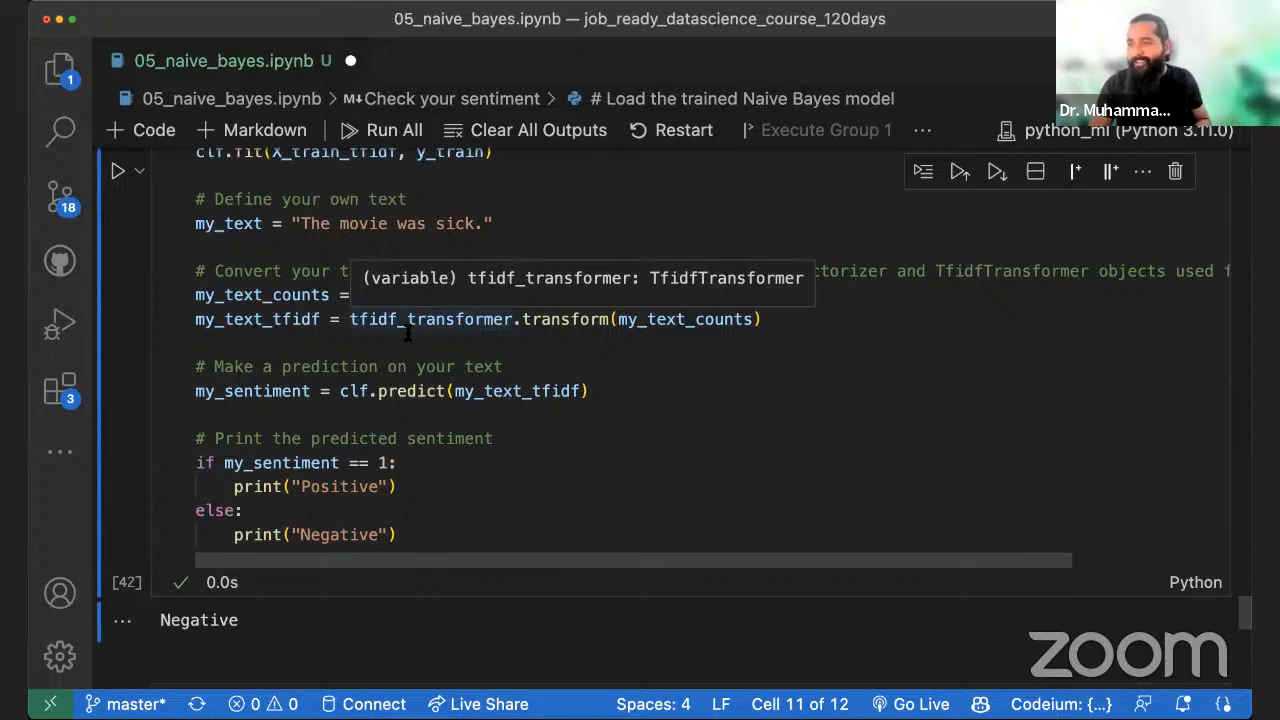 05_naive_bayes.ipynb — job_ready_datascience_course_120days
05_naive_bayes.ipynb U
05_naive_bayes.ipynb > M↓Check your sentiment > # Load the trained Naive Bayes model
Dr. Muhamma...
+ Code + Markdown Run All Clear All Outputs Restart Execute Group 1 ... python_ml (Python 3.11.0)
clf.fit(X_train_tfidf, y_train)
# Define your own text
my_text = "The movie was sick."
# Convert your t
(variable) tfidf_transformer: TfidfTransformer
ctorizer and TfidfTransformer objects used f
my_text_counts =
my_text_tfidf = tfidf_transformer.transform(my_text_counts)
# Make a prediction on your text
my_sentiment = clf.predict(my_text_tfidf)
# Print the predicted sentiment
if my_sentiment == 1:
print("Positive")
else:
print("Negative")
[42] 0.0s Python
... Negative
1
18
3
zoom
master* 0 0 Connect Live Share Spaces: 4 LF Cell 11 of 12 Go Live Codeium: {...}